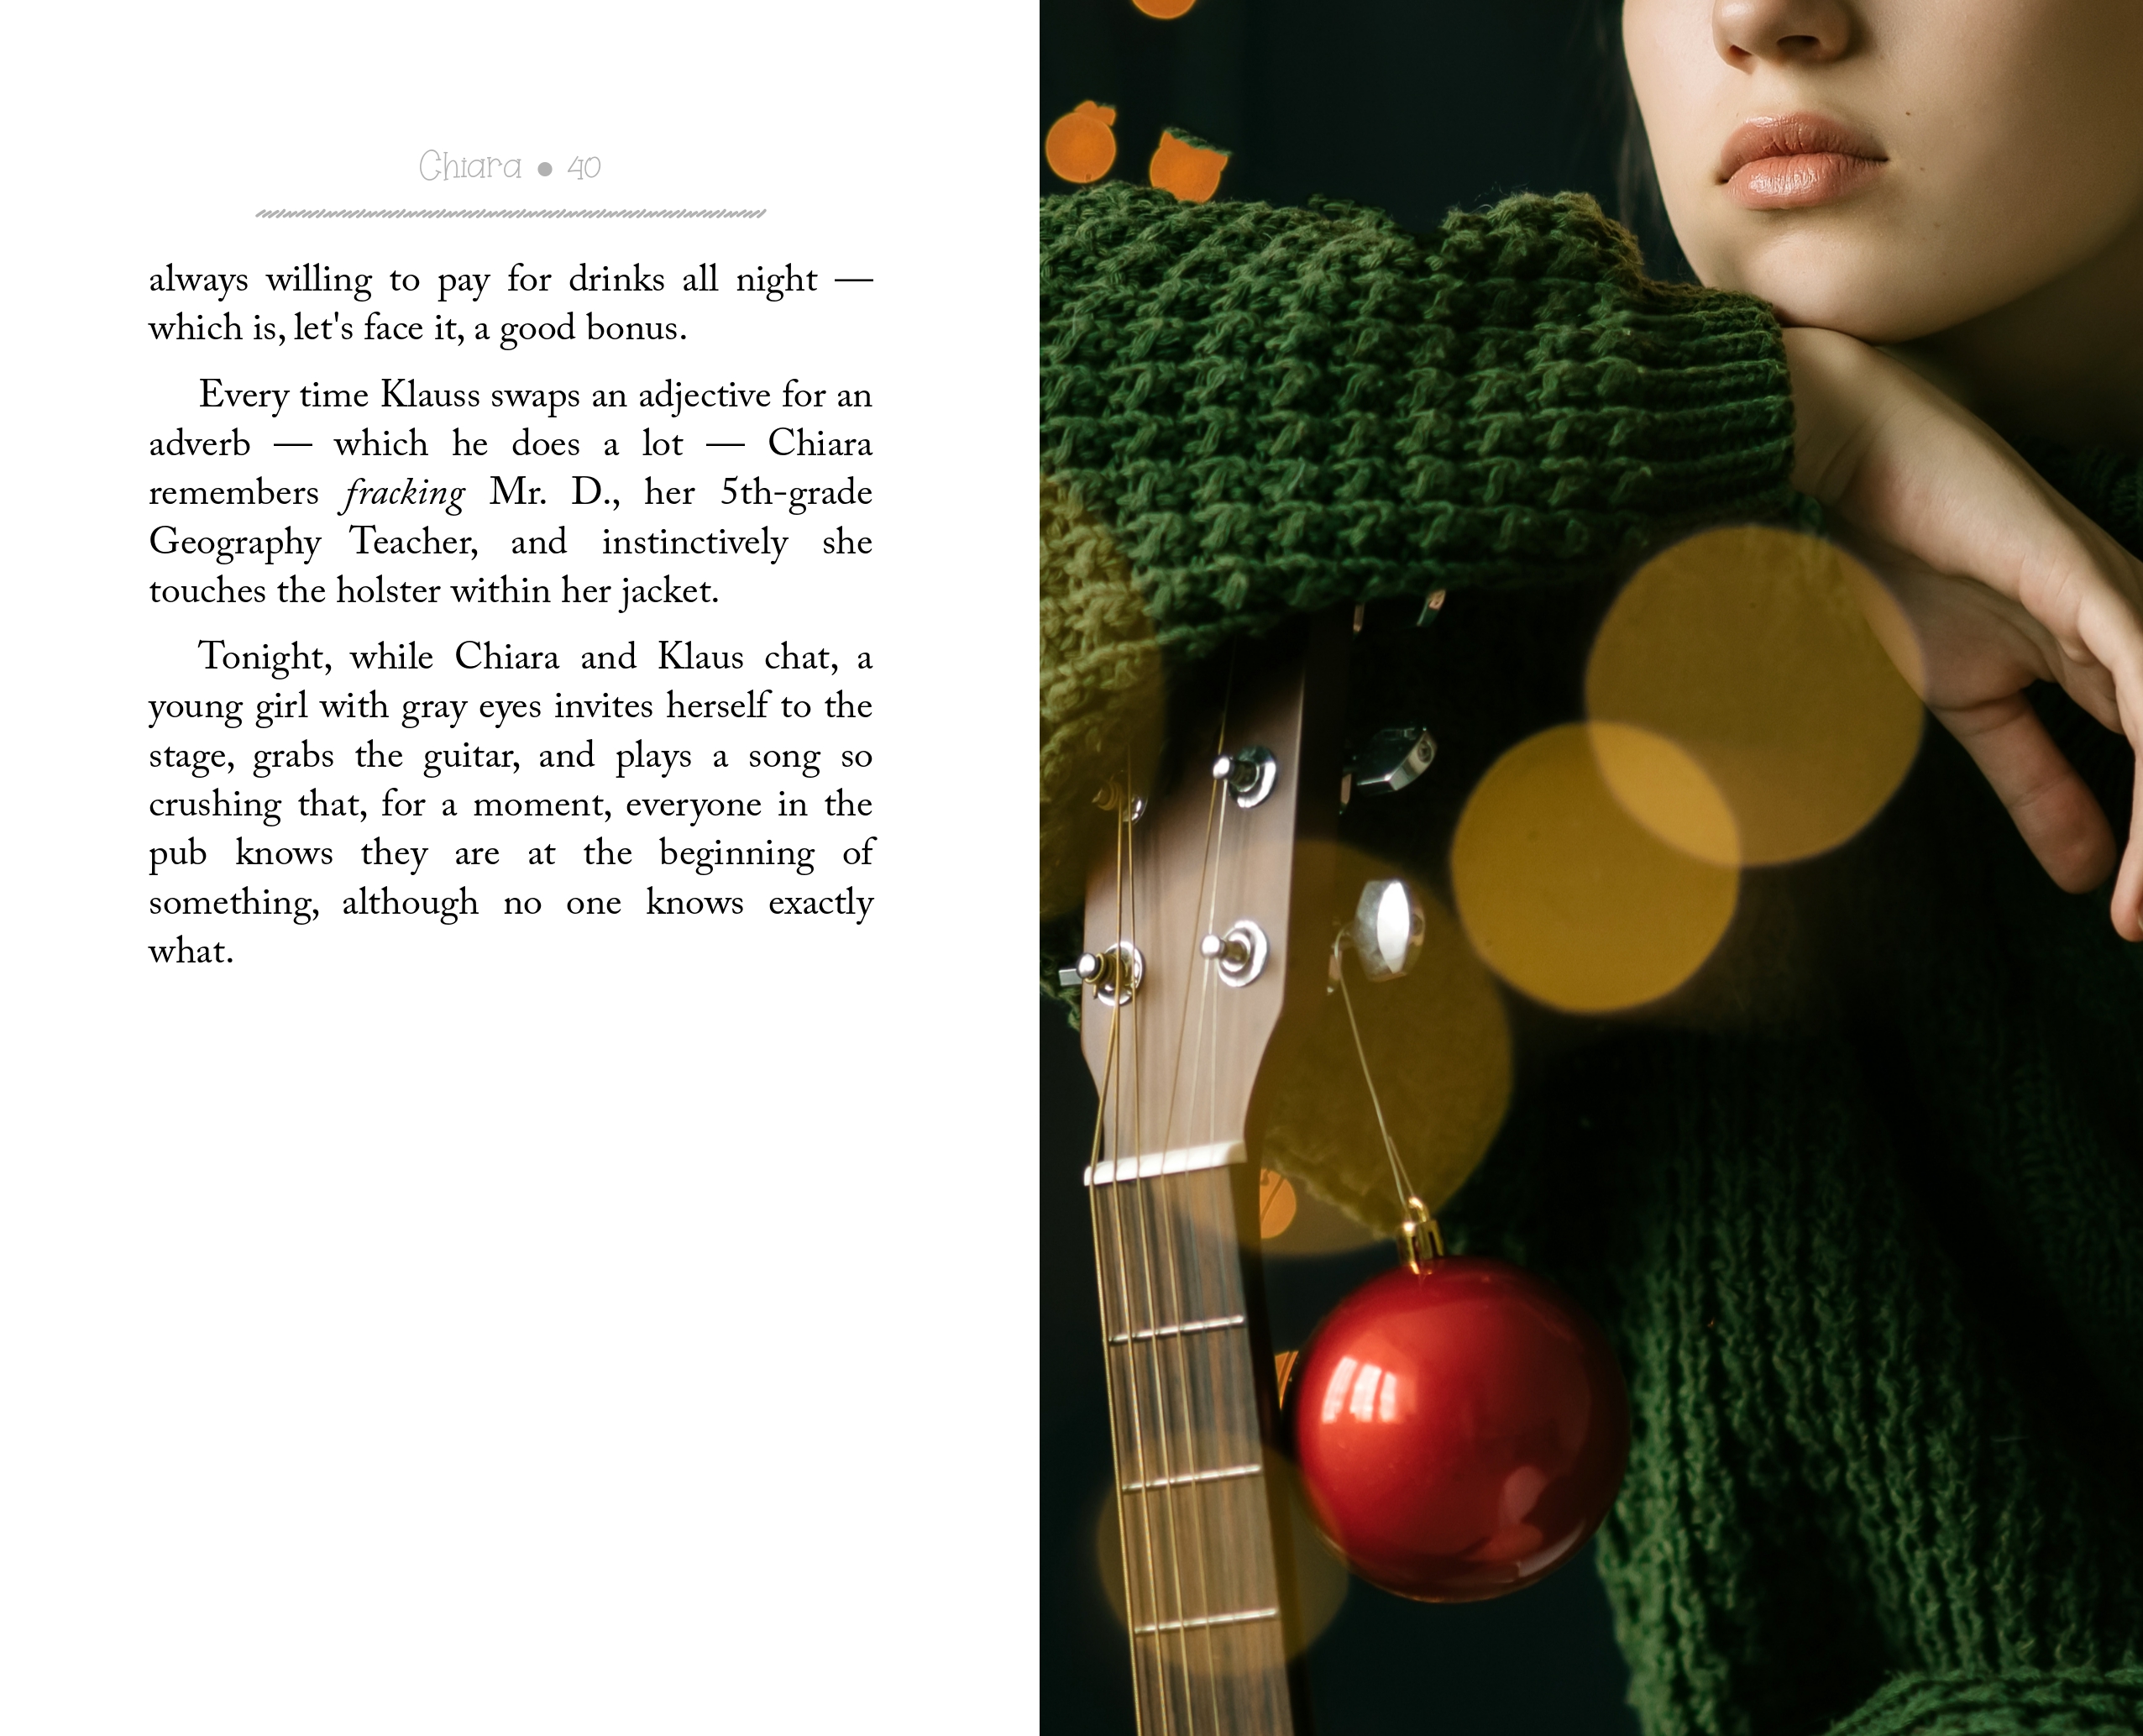 Chiara ● 40
always willing to pay for drinks all night —
which is, let's face it, a good bonus.
Every time Klauss swaps an adjective for an
adverb — which he does a lot — Chiara
remembers fracking Mr. D., her 5th-grade
Geography Teacher, and instinctively she
touches the holster within her jacket.
Tonight, while Chiara and Klaus chat, a
young girl with gray eyes invites herself to the
stage, grabs the guitar, and plays a song so
crushing that, for a moment, everyone in the
pub knows they are at the beginning of
something, although no one knows exactly
what.